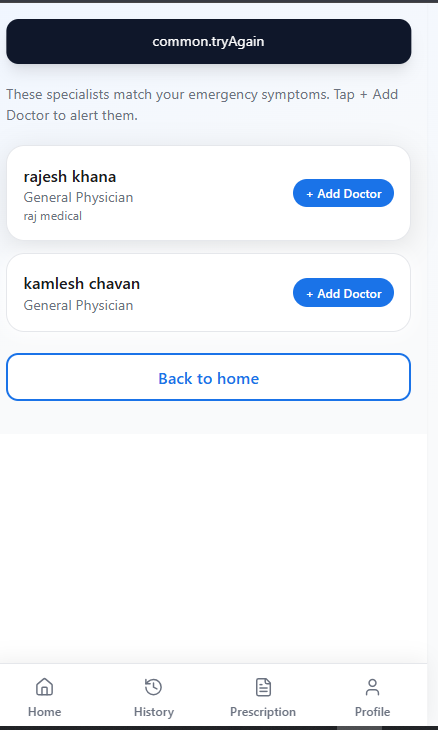 common.tryAgain
These specialists match your emergency symptoms. Tap + Add
Doctor to alert them.
rajesh khana
General Physician
raj medical
+ Add Doctor
kamlesh chavan
General Physician
+ Add Doctor
Back to home
Home
History
Prescription
Profile